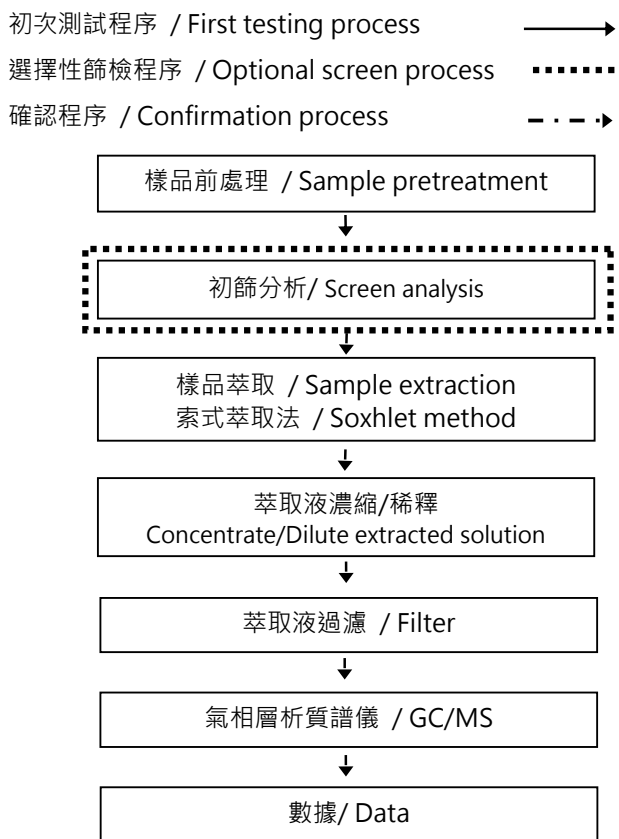 初次測試程序 / First testing process
選擇性篩檢程序 / Optional screen process
確認程序 / Confirmation process
樣品前處理 / Sample pretreatment
初篩分析/ Screen analysis
樣品萃取 / Sample extraction
索式萃取法 / Soxhlet method
萃取液濃縮/稀釋
Concentrate/Dilute extracted solution
萃取液過濾 / Filter
氣相層析質譜儀 / GC/MS
數據/ Data